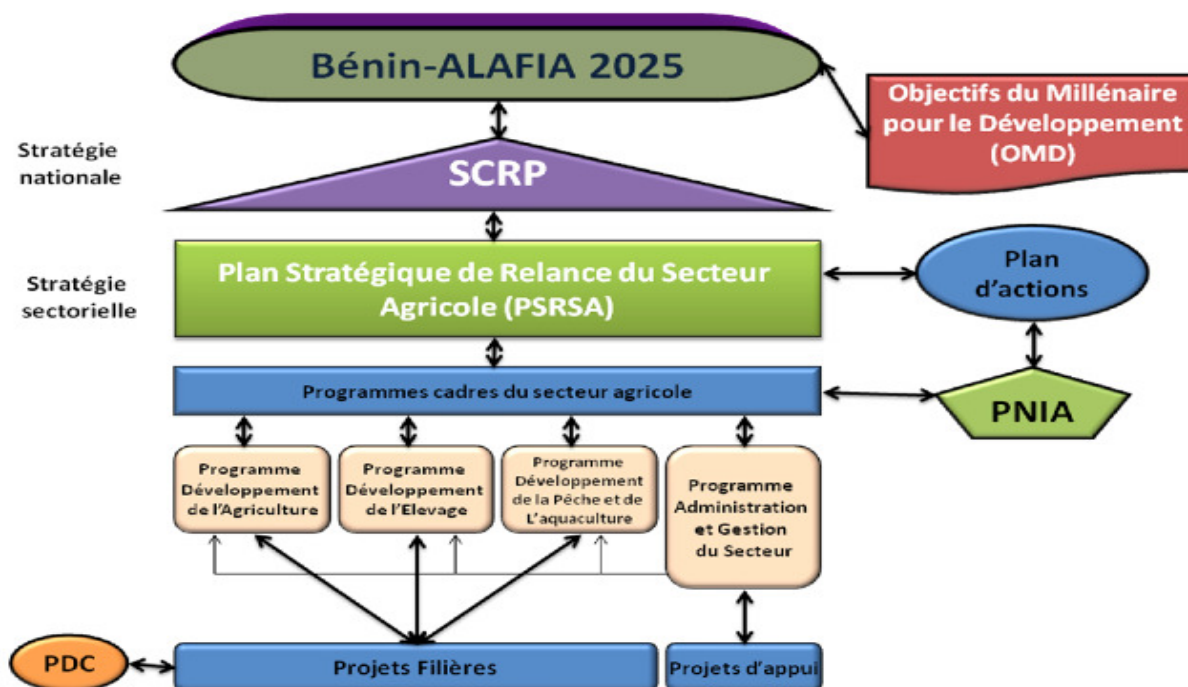 Bénin-ALAFIA 2025
Objectifs du Millénaire
pour le Développement
(OMD)
Stratégie
nationale
SCRP
Stratégie
sectorielle
Plan Stratégique de Relance du Secteur
Agricole (PSRSA)
Plan
d'actions
Programmes cadres du secteur agricole
PNIA
Programme
Développement
de l'Agriculture
Programme
Développement
de l'Elevage
Programme
Développement
de la Pêche et de
L'aquaculture
Programme
Administration
et Gestion
du Secteur
PDC
Projets Filières
Projets d'appui